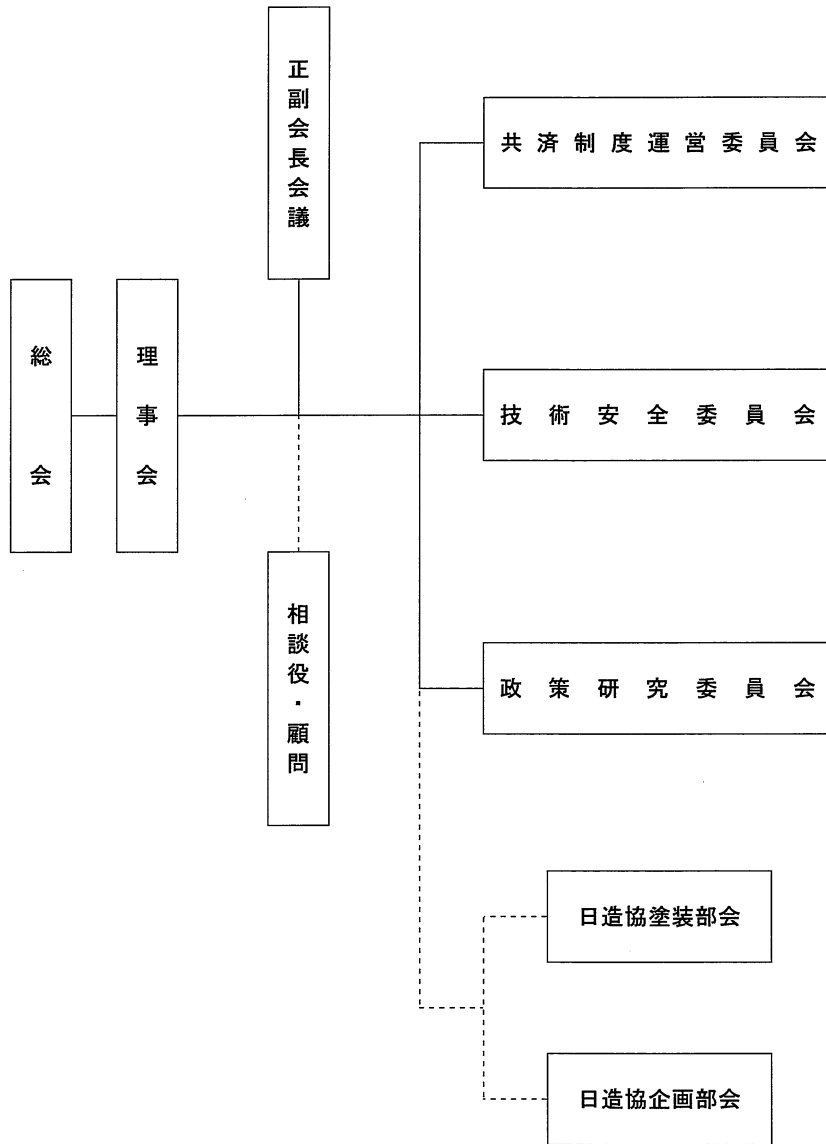 総会
理事会
正副会長会議
相談役・顧問
共済制度運営委員会
技術安全委員会
政策研究委員会
日造協塗装部会
日造協企画部会